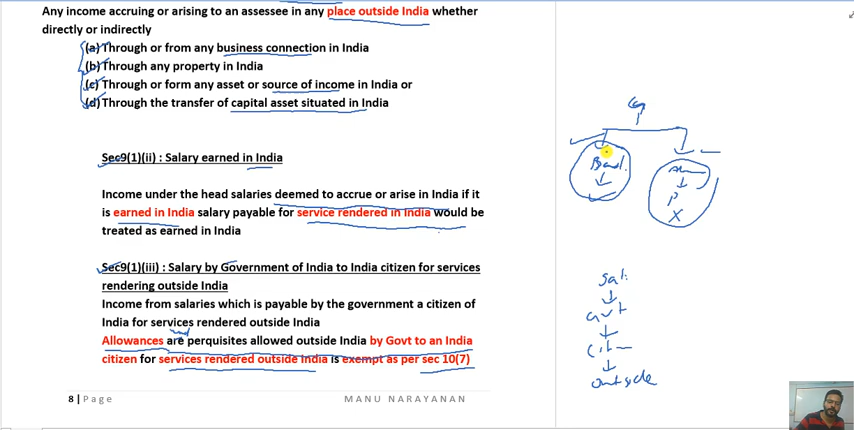 Any income accruing or arising to an assessee in any place outside India whether
directly or indirectly
(a) Through or from any business connection in India
(b) Through any property in India
(c) Through or form any asset or source of income in India or
(d) Through the transfer of capital asset situated in India
Sec9(1)(ii) : Salary earned in India
Income under the head salaries deemed to accrue or arise in India if it
is earned in India salary payable for service rendered in India would be
treated as earned in India
Sec9(1)(iii) : Salary by Government of India to India citizen for services
rendering outside India
Income from salaries which is payable by the government a citizen of
India for services rendered outside India
Allowances are perquisites allowed outside India by Govt to an India
citizen for services rendered outside India is exempt as per sec 10(7)
8 | Page
MANU NARAYANAN
P
X
Sal
Govt
outside